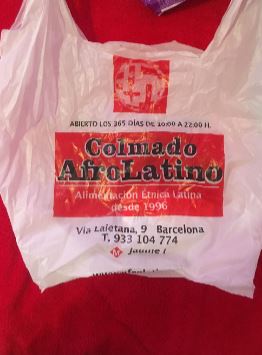 ABIERTO LOS 365 DÍAS DE 10:00 A 22:00 H.
Colmado
AfroLatino
Alimentación Étnica Latina
desde 1996
Via Laietana, 9 Barcelona
T. 933 104 774
M Jaume I